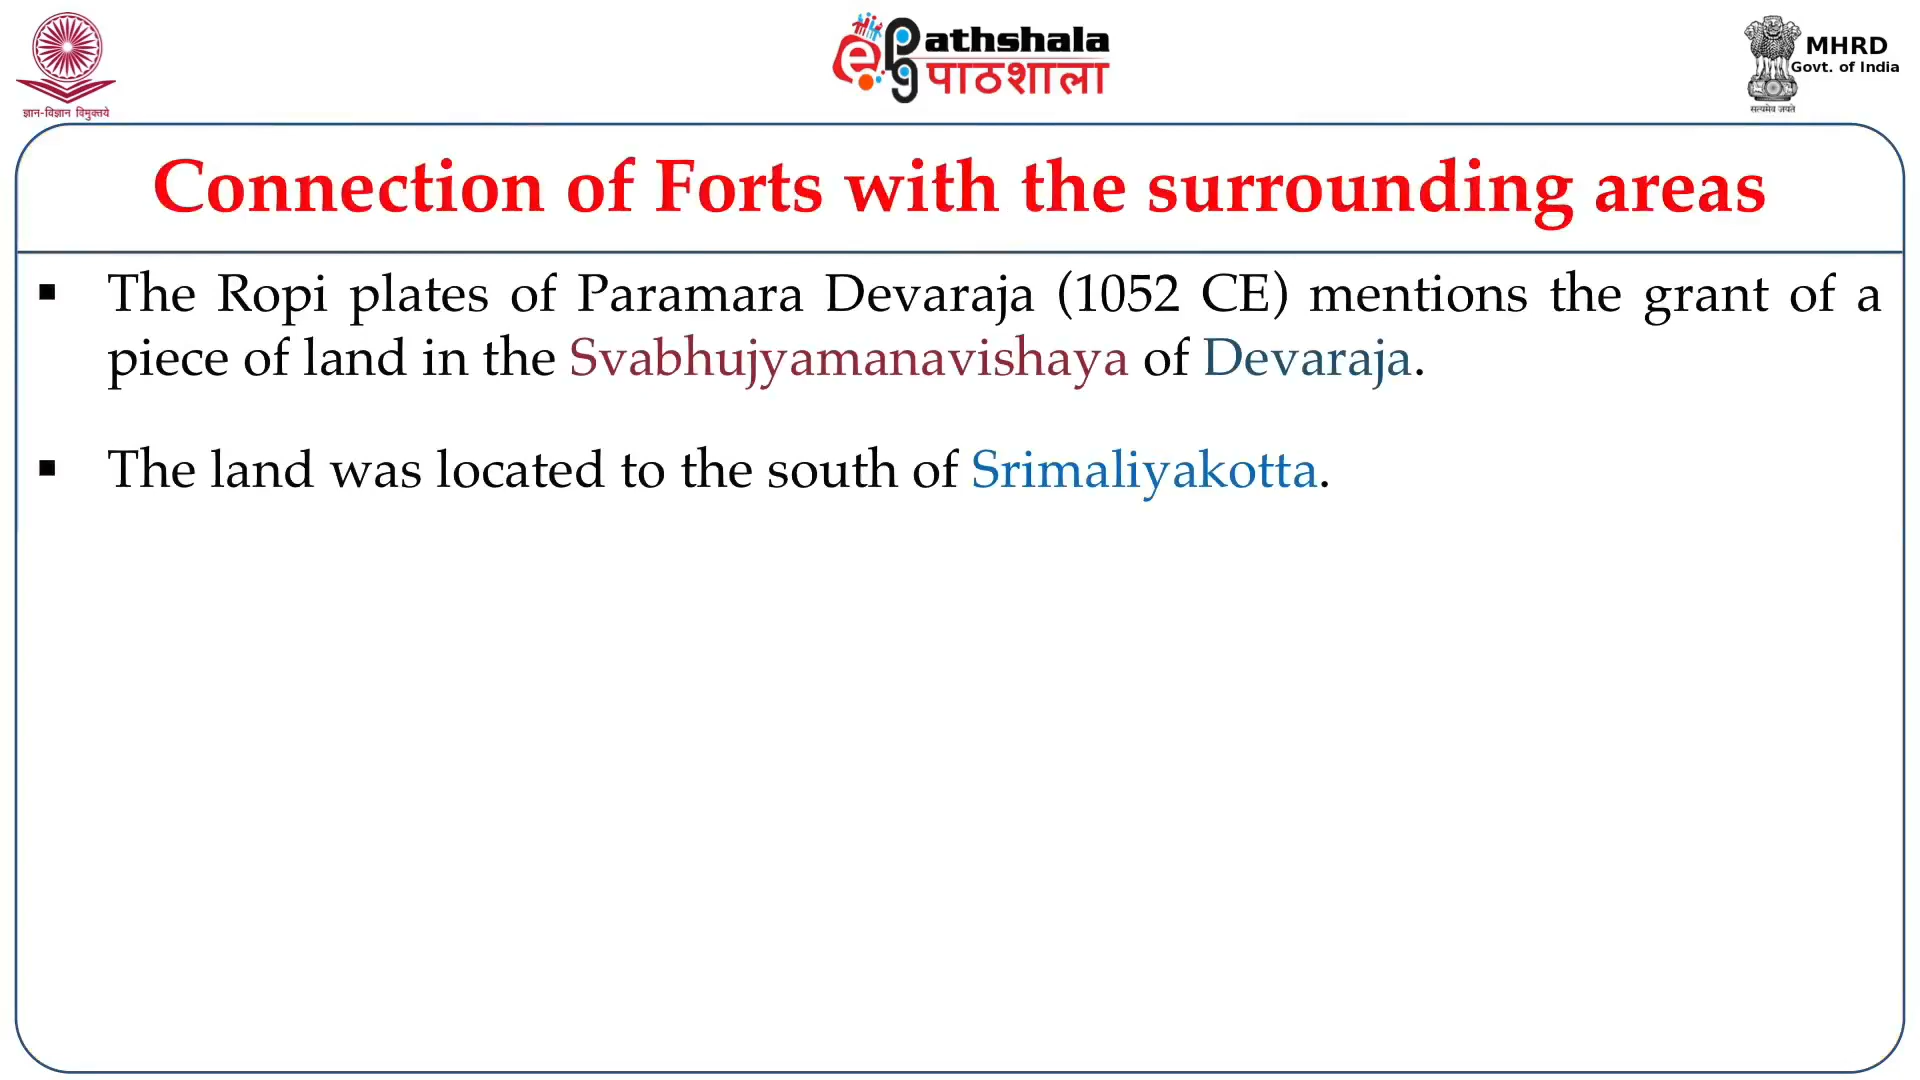 ज्ञान-विज्ञान विमुक्तये
ePathshala
पाठशाला
MHRD
Govt. of India
सत्यमेव जयते
Connection of Forts with the surrounding areas
▪ The Ropi plates of Paramara Devaraja (1052 CE) mentions the grant of a
piece of land in the Svabhujyamanavishaya of Devaraja.
▪ The land was located to the south of Srimaliyakotta.